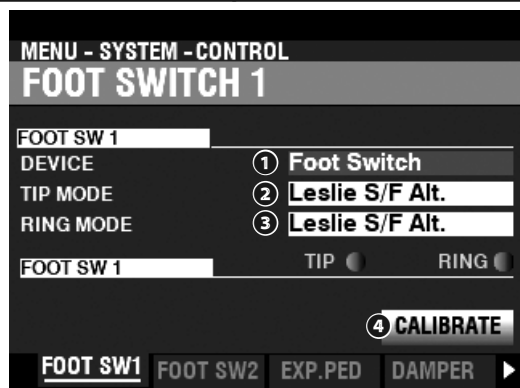 MENU - SYSTEM - CONTROL
FOOT SWITCH 1
FOOT SW 1
DEVICE ① Foot Switch
TIP MODE ② Leslie S/F Alt.
RING MODE ③ Leslie S/F Alt.
FOOT SW 1 TIP RING
④ CALIBRATE
FOOT SW1 FOOT SW2 EXP.PED DAMPER